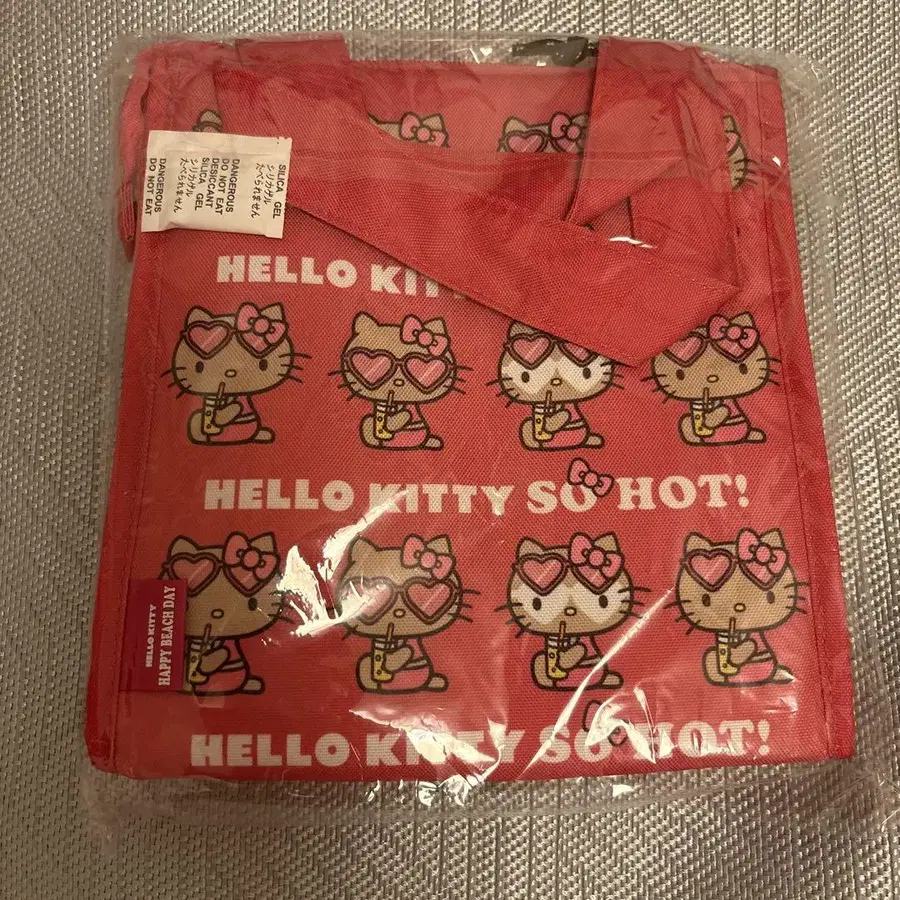 SILICA GEL
シリカゲル
たべられません
DANGEROUS
DO NOT EAT
DESICCANT
SILICA GEL
シリカゲル
たべられません
DANGEROUS
DO NOT EAT
HELLO KITTY
HELLO KITTY SO HOT!
HELLO KITTY
HAPPY BEACH DAY
HELLO KITTY SO HOT!